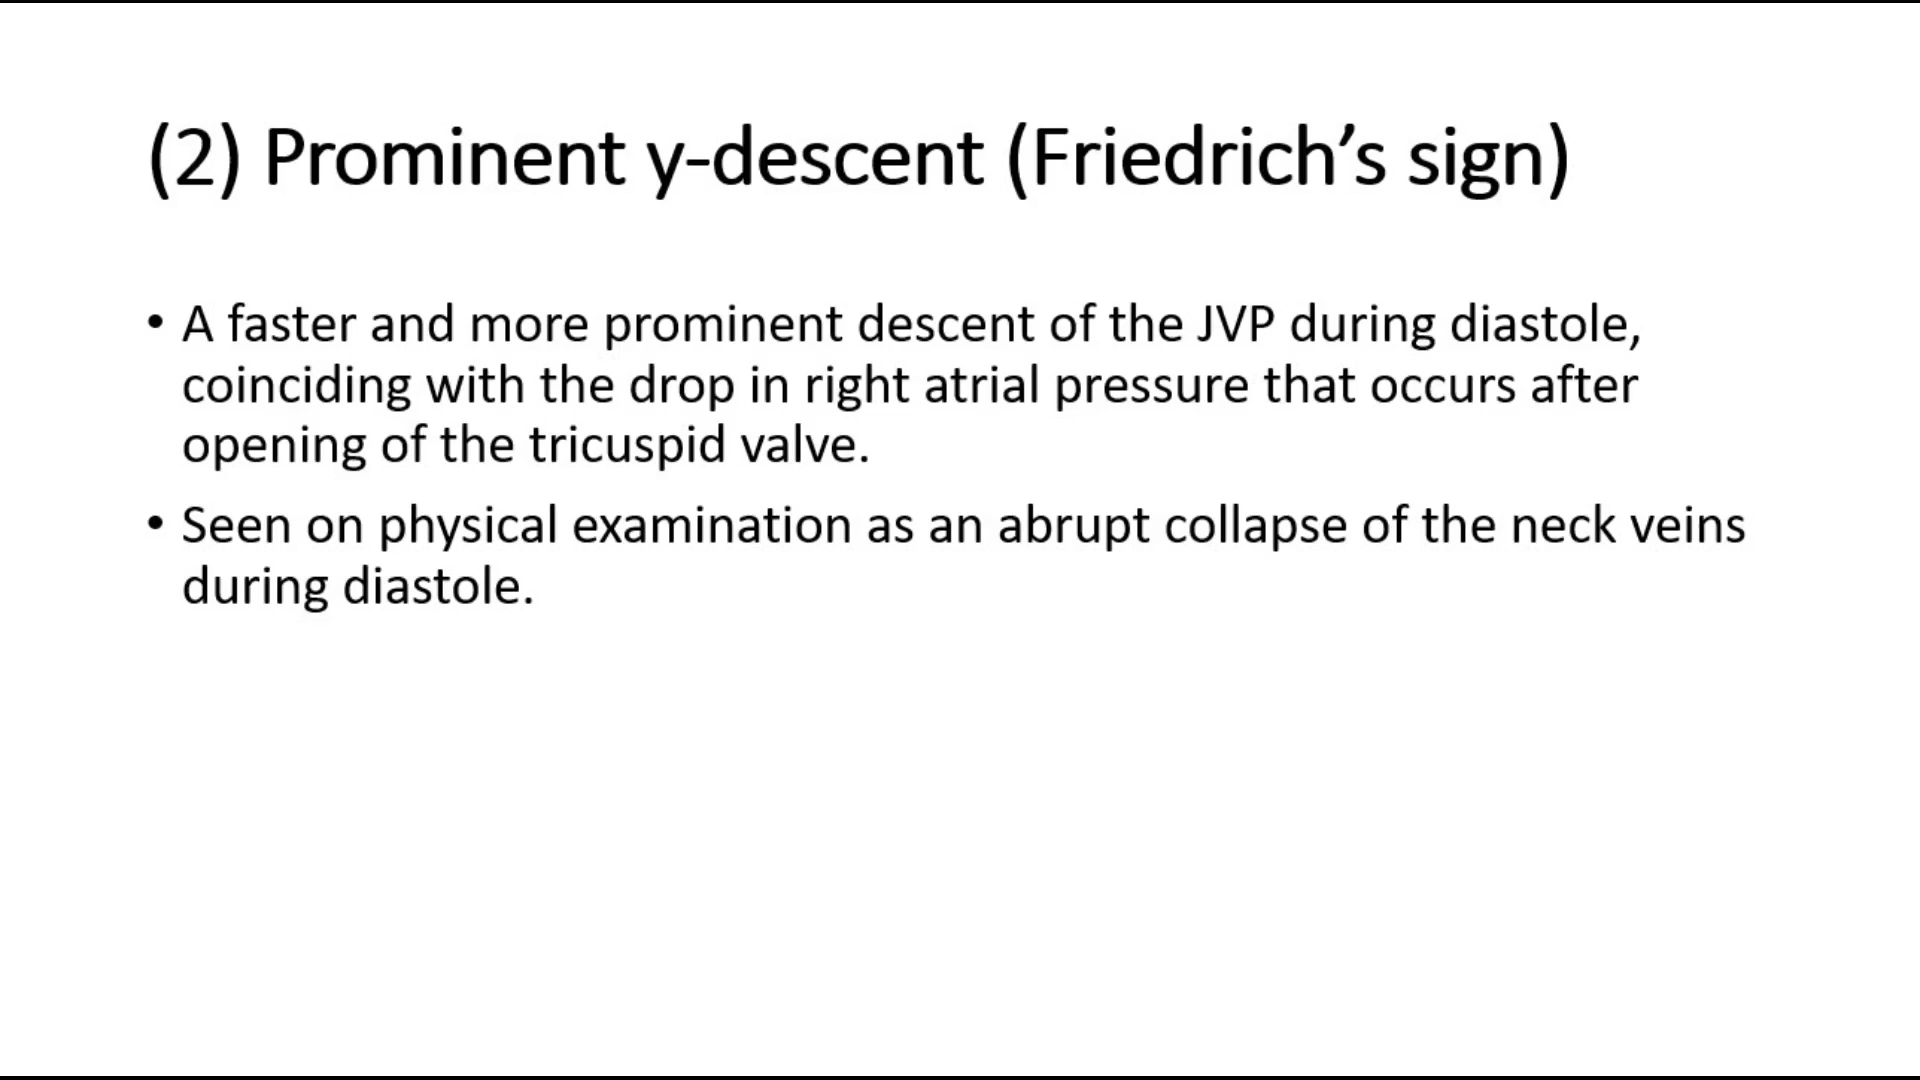 (2) Prominent y-descent (Friedrich’s sign)
• A faster and more prominent descent of the JVP during diastole,
coinciding with the drop in right atrial pressure that occurs after
opening of the tricuspid valve.
• Seen on physical examination as an abrupt collapse of the neck veins
during diastole.